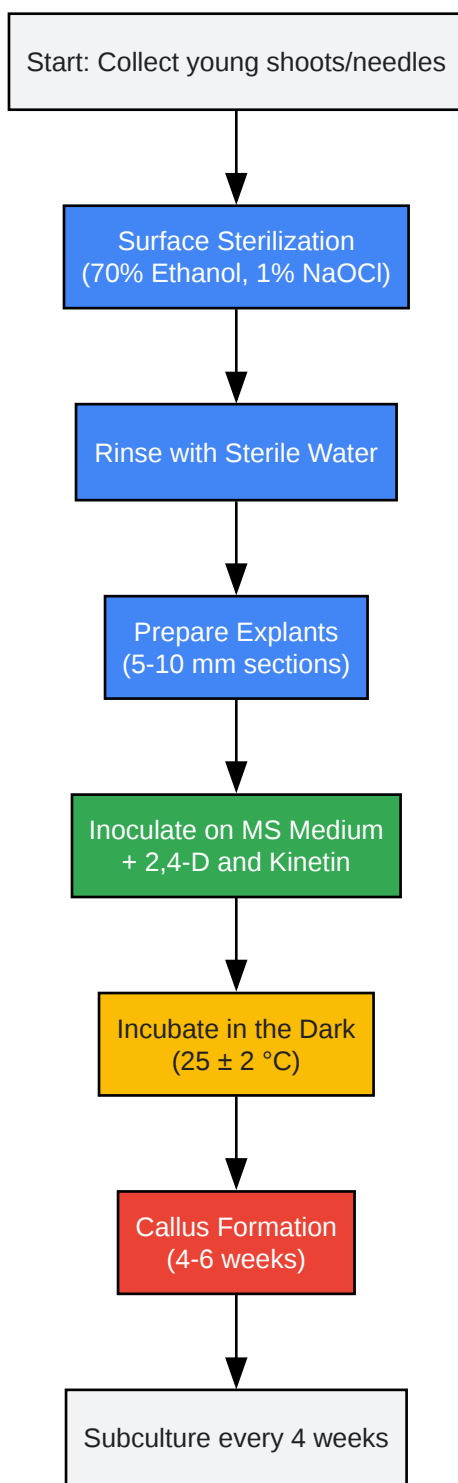 Start: Collect young shoots/needles
Surface Sterilization
(70% Ethanol, 1% NaOCl)
Rinse with Sterile Water
Prepare Explants
(5-10 mm sections)
Inoculate on MS Medium
+ 2,4-D and Kinetin
Incubate in the Dark
(25 ± 2 °C)
Callus Formation
(4-6 weeks)
Subculture every 4 weeks